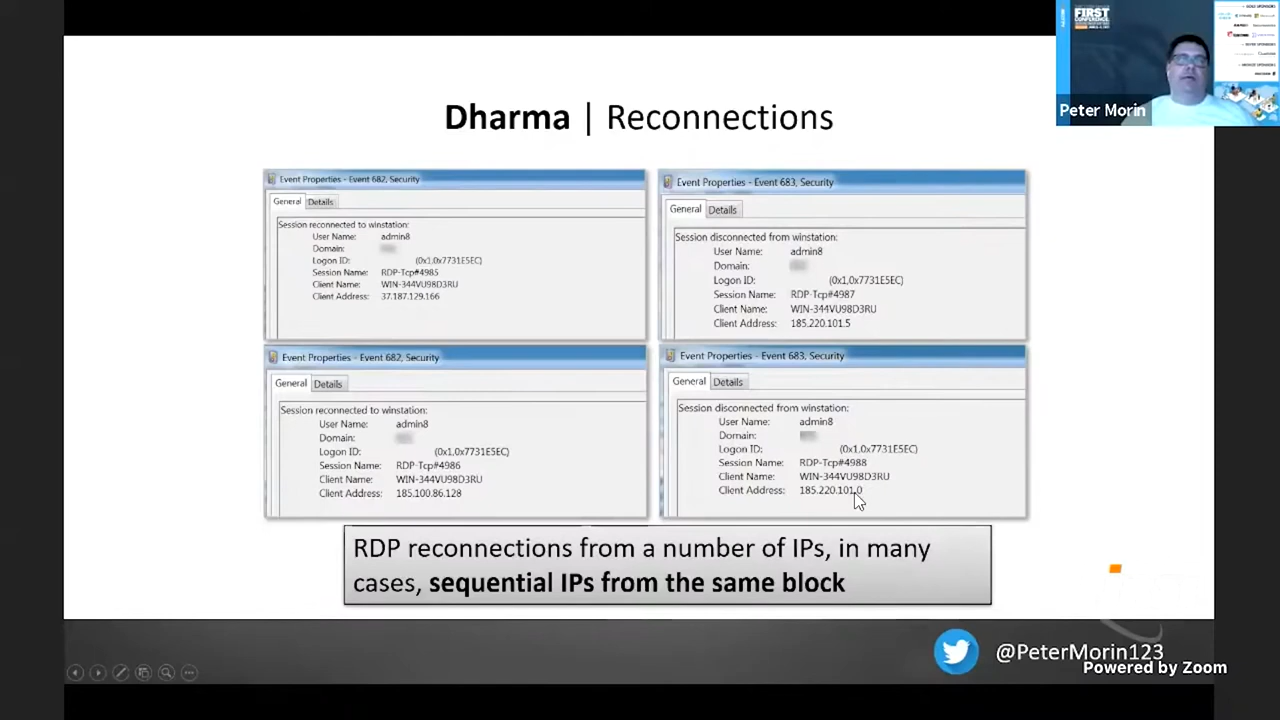 FIRST
CONFERENCE
Peter Morin
Dharma | Reconnections
Event Properties - Event 682, Security
General Details
Session reconnected to winstation:
User Name: admin8
Domain:
Logon ID: (0x1,0x7731E5EC)
Session Name: RDP-Tcp#4985
Client Name: WIN-344VU98D3RU
Client Address: 37.187.129.166
Event Properties - Event 683, Security
General Details
Session disconnected from winstation:
User Name: admin8
Domain:
Logon ID: (0x1,0x7731E5EC)
Session Name: RDP-Tcp#4987
Client Name: WIN-344VU98D3RU
Client Address: 185.220.101.5
Event Properties - Event 682, Security
General Details
Session reconnected to winstation:
User Name: admin8
Domain:
Logon ID: (0x1,0x7731E5EC)
Session Name: RDP-Tcp#4986
Client Name: WIN-344VU98D3RU
Client Address: 185.100.86.128
Event Properties - Event 683, Security
General Details
Session disconnected from winstation:
User Name: admin8
Domain:
Logon ID: (0x1,0x7731E5EC)
Session Name: RDP-Tcp#4988
Client Name: WIN-344VU98D3RU
Client Address: 185.220.101.0
RDP reconnections from a number of IPs, in many
cases, sequential IPs from the same block
@PeterMorin123
Powered by Zoom